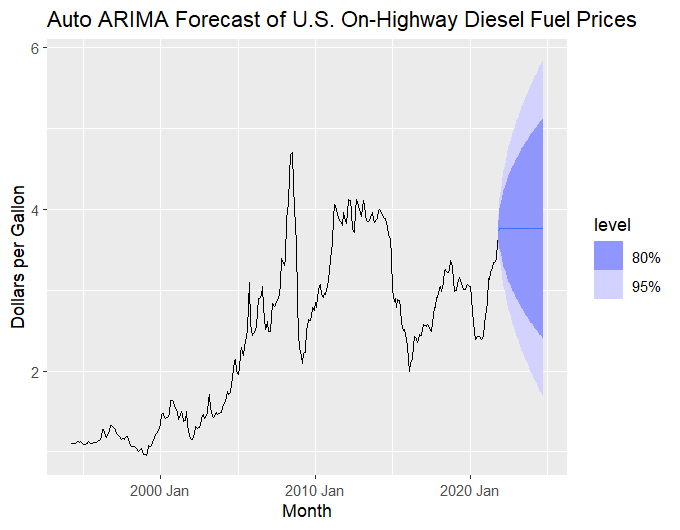 Auto ARIMA Forecast of U.S. On-Highway Diesel Fuel Prices
6
4
2
Dollars per Gallon
2000 Jan
2010 Jan
2020 Jan
Month
level
80%
95%